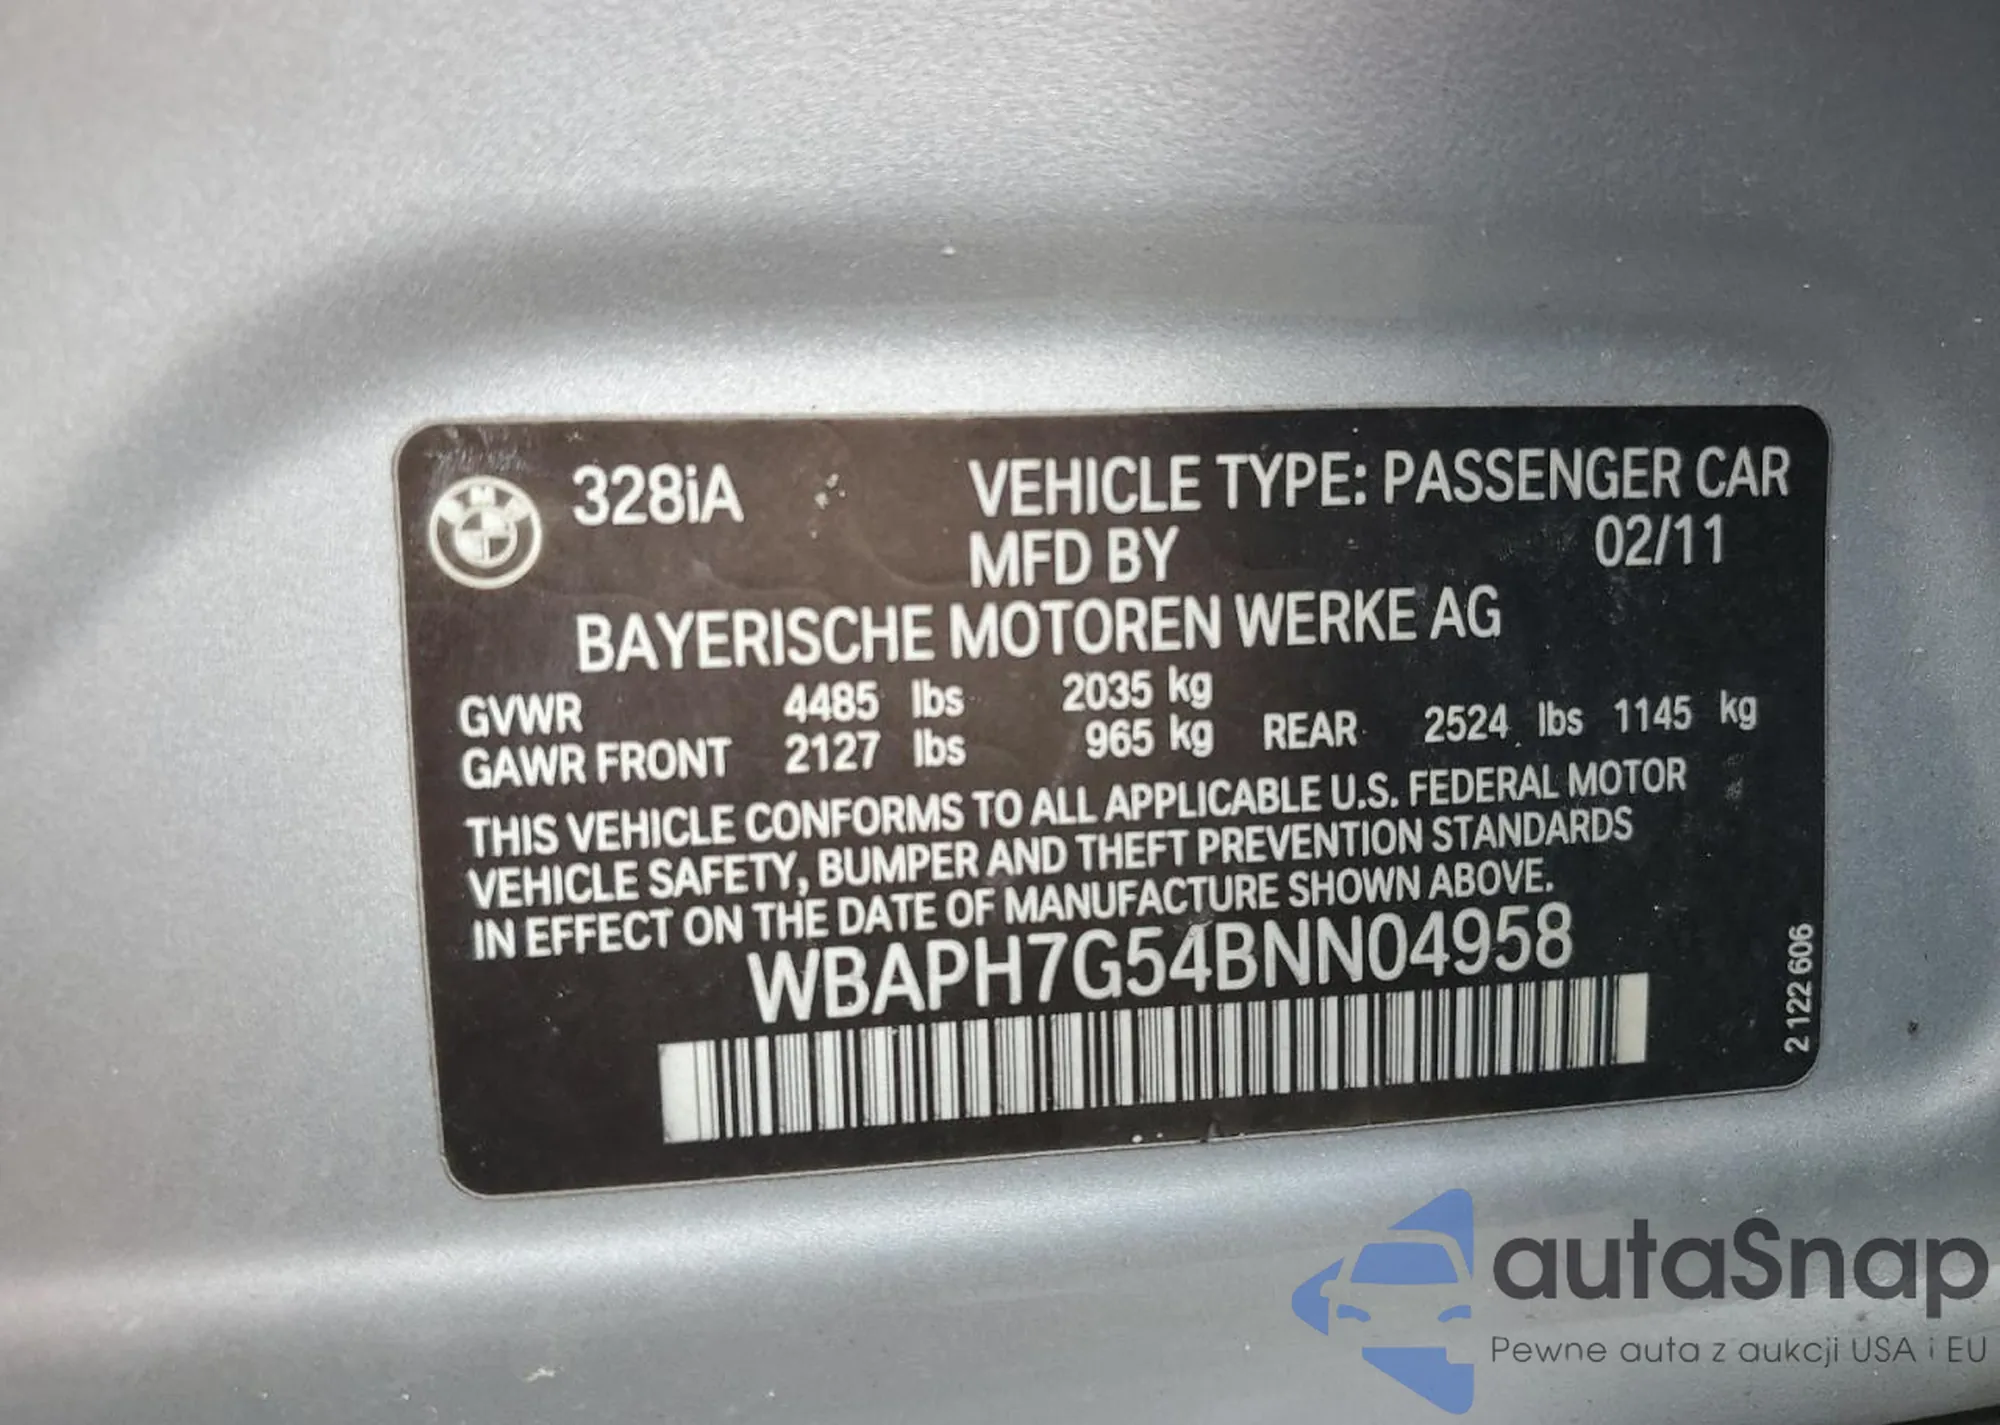 328iA VEHICLE TYPE: PASSENGER CAR
MFD BY 02/11
BAYERISCHE MOTOREN WERKE AG
GVWR 4485 lbs 2035 kg
GAWR FRONT 2127 lbs 965 kg REAR 2524 lbs 1145 kg
THIS VEHICLE CONFORMS TO ALL APPLICABLE U.S. FEDERAL MOTOR
VEHICLE SAFETY, BUMPER AND THEFT PREVENTION STANDARDS
IN EFFECT ON THE DATE OF MANUFACTURE SHOWN ABOVE.
WBAPH7G54BNN04958
2 122 606
BMW
autaSnap
Pewne auta z aukcji USA i EU